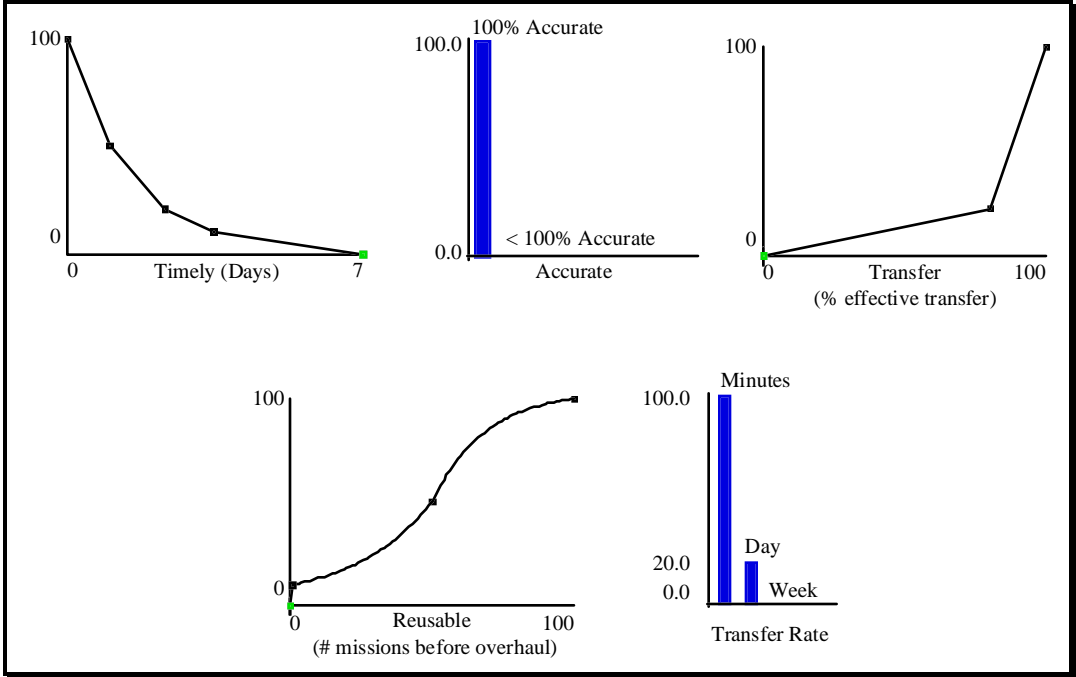 100
0
0
Timely (Days)
7
100% Accurate
100.0
< 100% Accurate
0.0
Accurate
100
0
0
Transfer
100
(% effective transfer)
100
0
0
Reusable
100
(# missions before overhaul)
Minutes
100.0
Day
20.0
0.0
Week
Transfer Rate